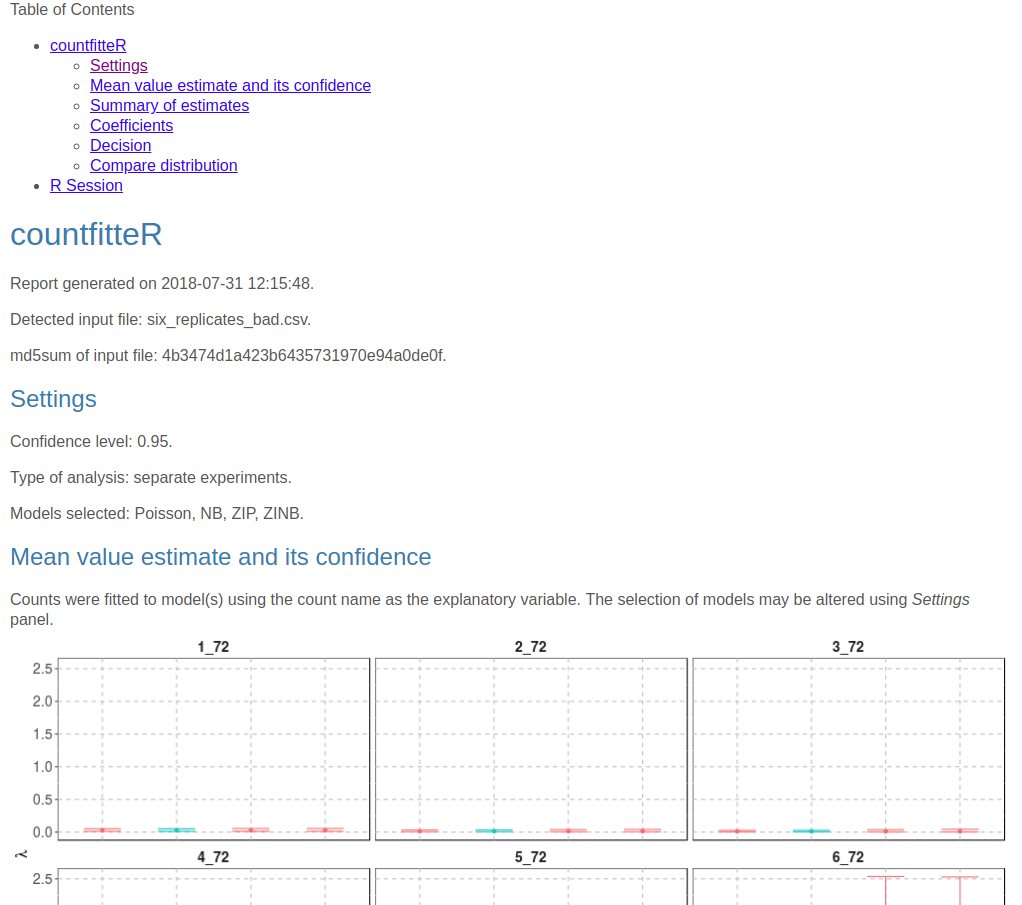 Table of Contents
countfitteR
Settings
Mean value estimate and its confidence
Summary of estimates
Coefficients
Decision
Compare distribution
R Session
countfitteR
Report generated on 2018-07-31 12:15:48.
Detected input file: six_replicates_bad.csv.
md5sum of input file: 4b3474d1a423b6435731970e94a0de0f.
Settings
Confidence level: 0.95.
Type of analysis: separate experiments.
Models selected: Poisson, NB, ZIP, ZINB.
Mean value estimate and its confidence
Counts were fitted to model(s) using the count name as the explanatory variable. The selection of models may be altered using Settings
panel.
1_72 2_72 3_72
2.5
2.0
1.5
1.0
0.5
0.0
λ
4_72 5_72 6_72
2.5